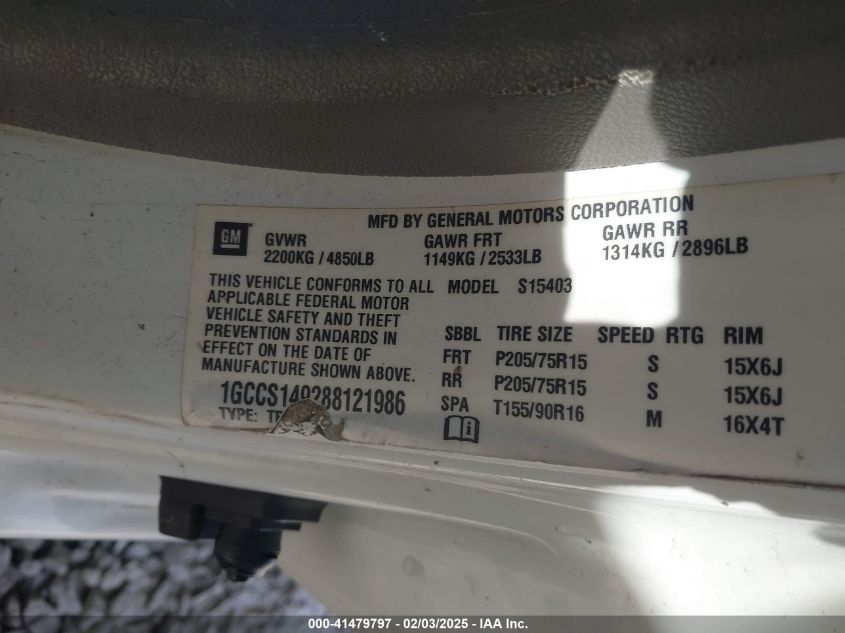 MFD BY GENERAL MOTORS CORPORATION
GM
GVWR GAWR FRT GAWR RR
2200KG / 4850LB 1149KG / 2533LB 1314KG / 2896LB
THIS VEHICLE CONFORMS TO ALL
APPLICABLE FEDERAL MOTOR
VEHICLE SAFETY AND THEFT
PREVENTION STANDARDS IN
EFFECT ON THE DATE OF
MANUFACTURE SHOWN ABOVE.
1GCCS149288121986
TYPE:
MODEL S15403
SBBL TIRE SIZE SPEED RTG RIM
FRT P205/75R15 S 15X6J
RR P205/75R15 S 15X6J
SPA T155/90R16 M 16X4T
000-41479797 - 02/03/2025 - IAA Inc.